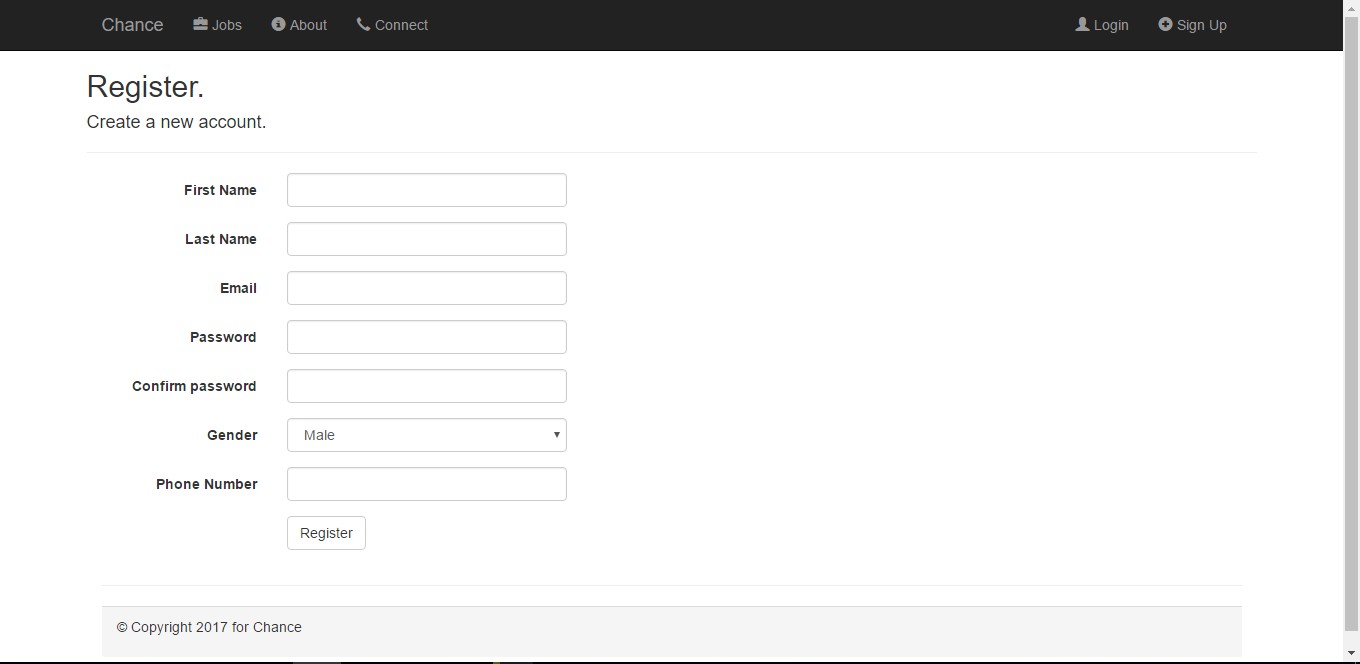 Chance Jobs About Connect Login Sign Up
Register.
Create a new account.
First Name
Last Name
Email
Password
Confirm password
Gender Male
Phone Number
Register
© Copyright 2017 for Chance